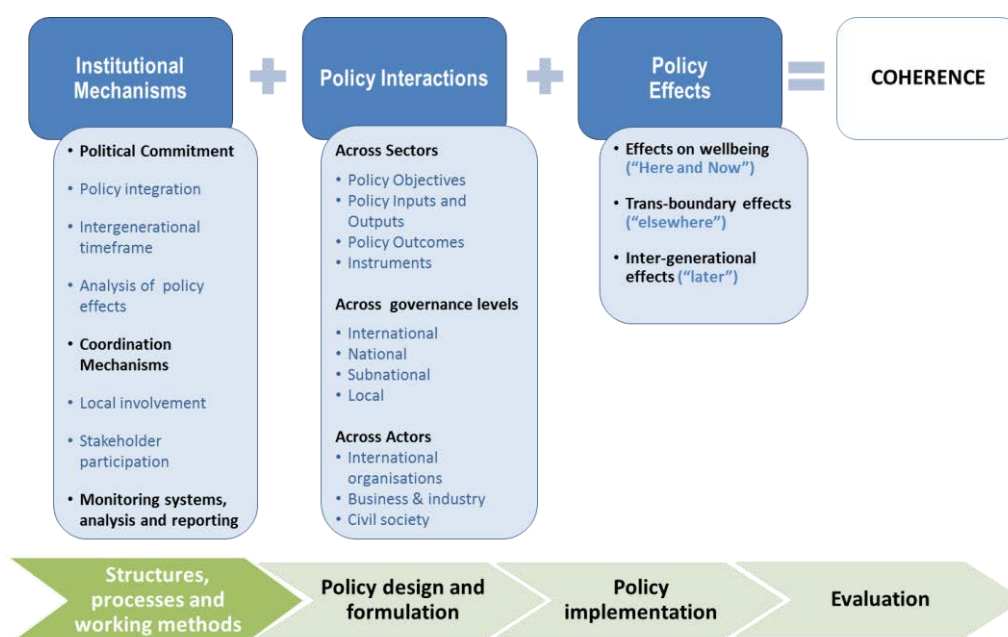 Institutional
Mechanisms
• Political Commitment
• Policy integration
• Intergenerational
timeframe
• Analysis of policy
effects
• Coordination
Mechanisms
• Local involvement
• Stakeholder
participation
• Monitoring systems,
analysis and reporting
+
Policy Interactions
Across Sectors
• Policy Objectives
• Policy Inputs and
Outputs
• Policy Outcomes
• Instruments
Across governance levels
• International
• National
• Subnational
• Local
Across Actors
• International
organisations
• Business & industry
• Civil society
+
Policy
Effects
• Effects on wellbeing
(“Here and Now”)
• Trans-boundary effects
(“elsewhere”)
• Inter-generational
effects (“later”)
=
COHERENCE
Structures,
processes and
working methods
Policy design and
formulation
Policy
implementation
Evaluation